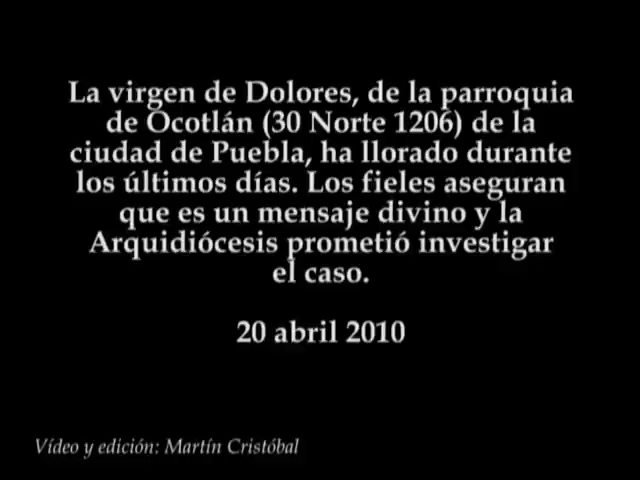 La virgen de Dolores, de la parroquia
de Ocotlán (30 Norte 1206) de la
ciudad de Puebla, ha llorado durante
los últimos días. Los fieles aseguran
que es un mensaje divino y la
Arquidiócesis prometió investigar
el caso.
20 abril 2010
Vídeo y edición: Martín Cristóbal